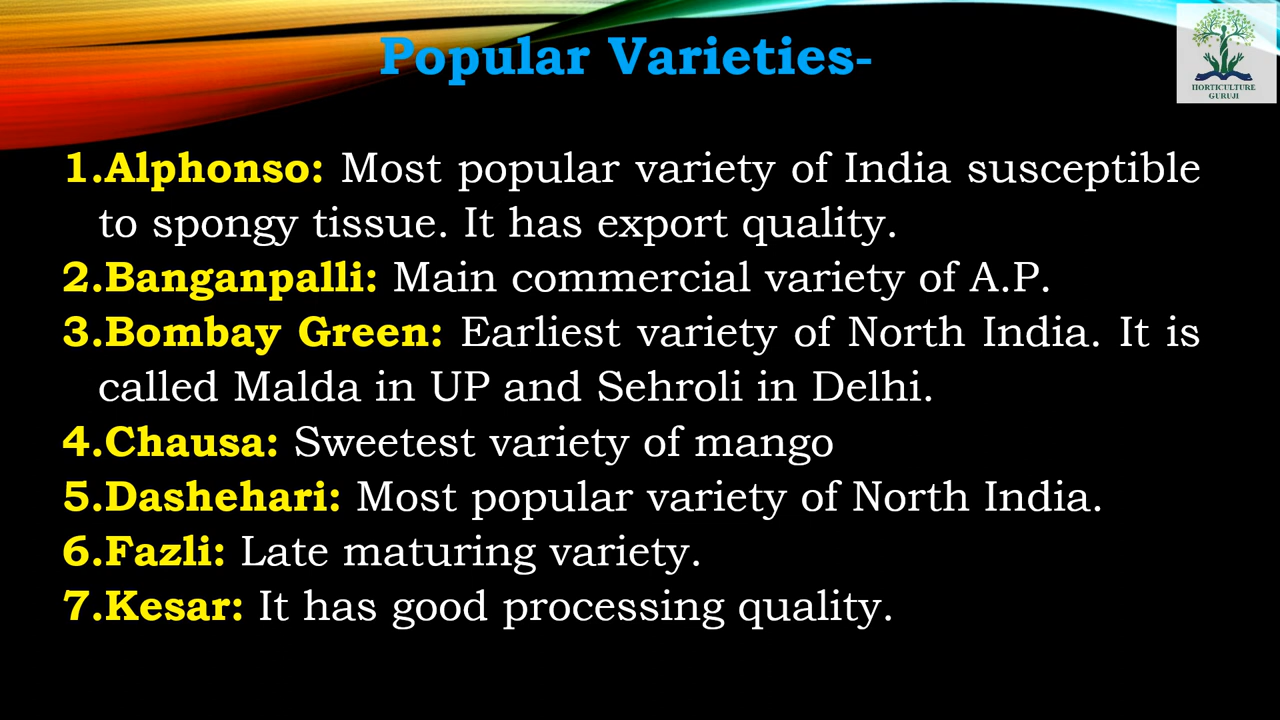 Popular Varieties-
HORTICULTURE
GURUJI
1.Alphonso: Most popular variety of India susceptible
to spongy tissue. It has export quality.
2.Banganpalli: Main commercial variety of A.P.
3.Bombay Green: Earliest variety of North India. It is
called Malda in UP and Sehroli in Delhi.
4.Chausa: Sweetest variety of mango
5.Dashehari: Most popular variety of North India.
6.Fazli: Late maturing variety.
7.Kesar: It has good processing quality.